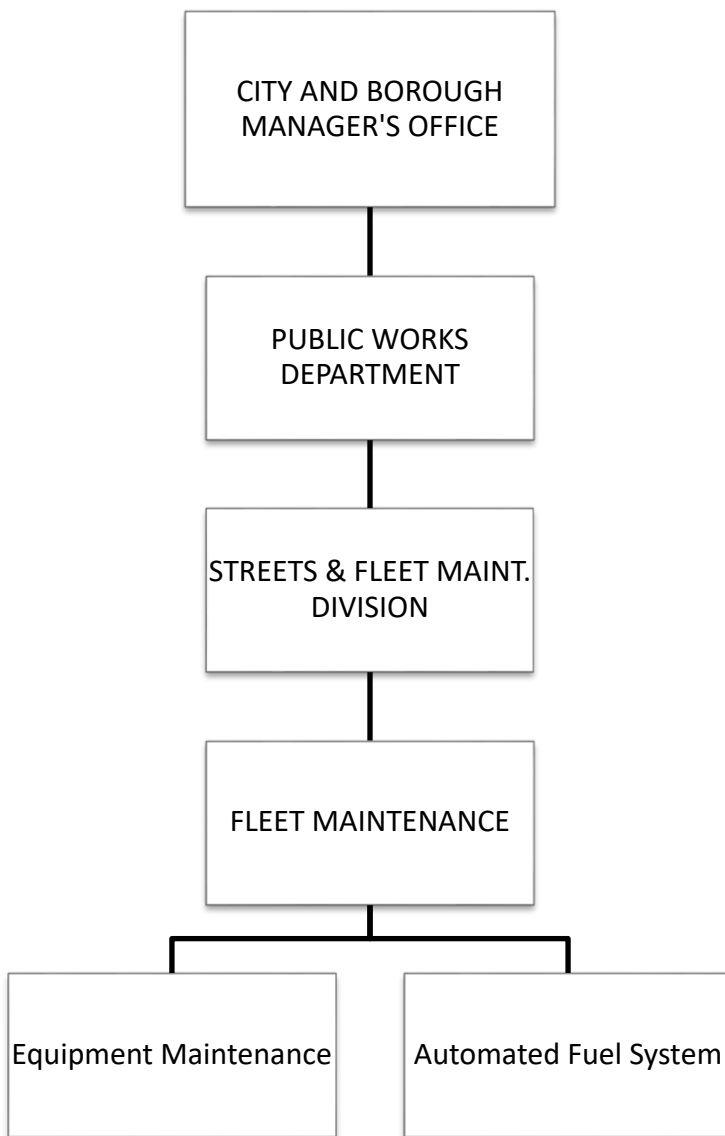 CITY AND BOROUGH
MANAGER'S OFFICE
PUBLIC WORKS
DEPARTMENT
STREETS & FLEET MAINT.
DIVISION
FLEET MAINTENANCE
Equipment Maintenance
Automated Fuel System